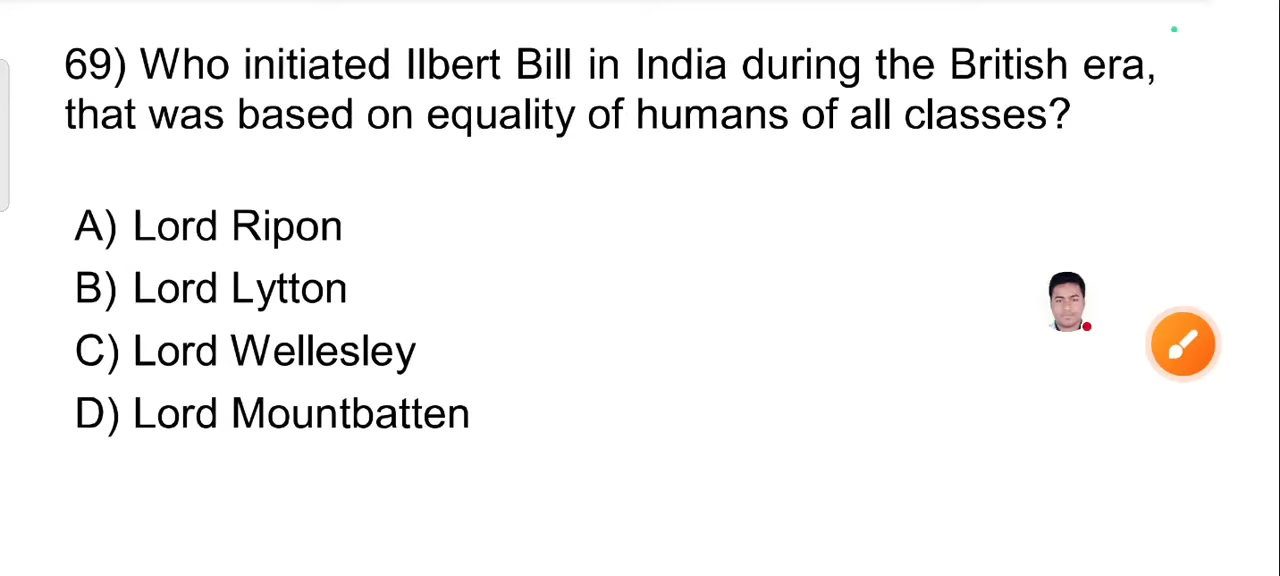 69) Who initiated Ilbert Bill in India during the British era,
that was based on equality of humans of all classes?
A) Lord Ripon
B) Lord Lytton
C) Lord Wellesley
D) Lord Mountbatten